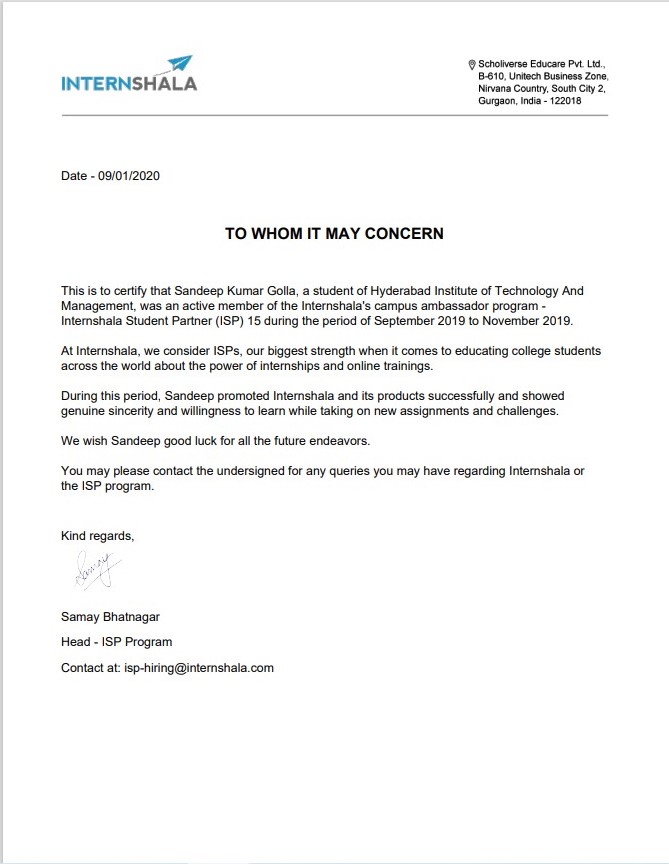 INTERNSHALA
Scholiverse Educare Pvt. Ltd.,
B-610, Unitech Business Zone,
Nirvana Country, South City 2,
Gurgaon, India - 122018
Date - 09/01/2020
TO WHOM IT MAY CONCERN
This is to certify that Sandeep Kumar Golla, a student of Hyderabad Institute of Technology And
Management, was an active member of the Internshala's campus ambassador program -
Internshala Student Partner (ISP) 15 during the period of September 2019 to November 2019.
At Internshala, we consider ISPs, our biggest strength when it comes to educating college students
across the world about the power of internships and online trainings.
During this period, Sandeep promoted Internshala and its products successfully and showed
genuine sincerity and willingness to learn while taking on new assignments and challenges.
We wish Sandeep good luck for all the future endeavors.
You may please contact the undersigned for any queries you may have regarding Internshala or
the ISP program.
Kind regards,
Samay
Samay Bhatnagar
Head - ISP Program
Contact at: isp-hiring@internshala.com